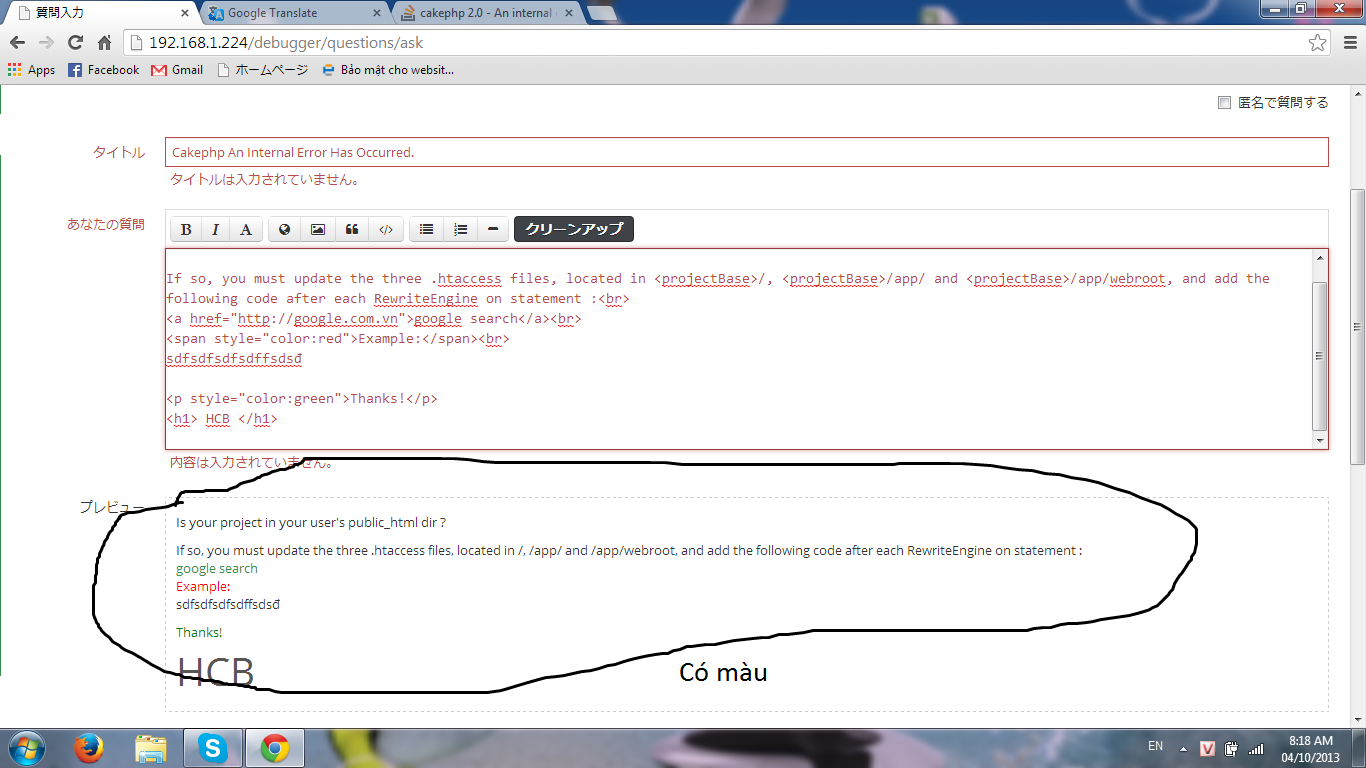 質問入力
Google Translate
cakephp 2.0 - An internal
192.168.1.224/debugger/questions/ask
Apps Facebook Gmail ホームページ Bảo mật cho websit...
匿名で質問する
タイトル Cakephp An Internal Error Has Occurred.
タイトルは入力されていません。
あなたの質問 B I A クリーンアップ
If so, you must update the three .htaccess files, located in <projectBase>/, <projectBase>/app/ and <projectBase>/app/webroot, and add the
following code after each RewriteEngine on statement :<br>
<a href="http://google.com.vn">google search</a><br>
<span style="color:red">Example:</span><br>
sdfsdfsdfsdffsdsđ
<p style="color:green">Thanks!</p>
<h1> HCB </h1>
内容は入力されていません。
プレビュー
Is your project in your user's public_html dir ?
If so, you must update the three .htaccess files, located in /, /app/ and /app/webroot, and add the following code after each RewriteEngine on statement :
google search
Example:
sdfsdfsdfsdffsdsđ
Thanks!
HCB
Có màu
EN
8:18 AM
04/10/2013